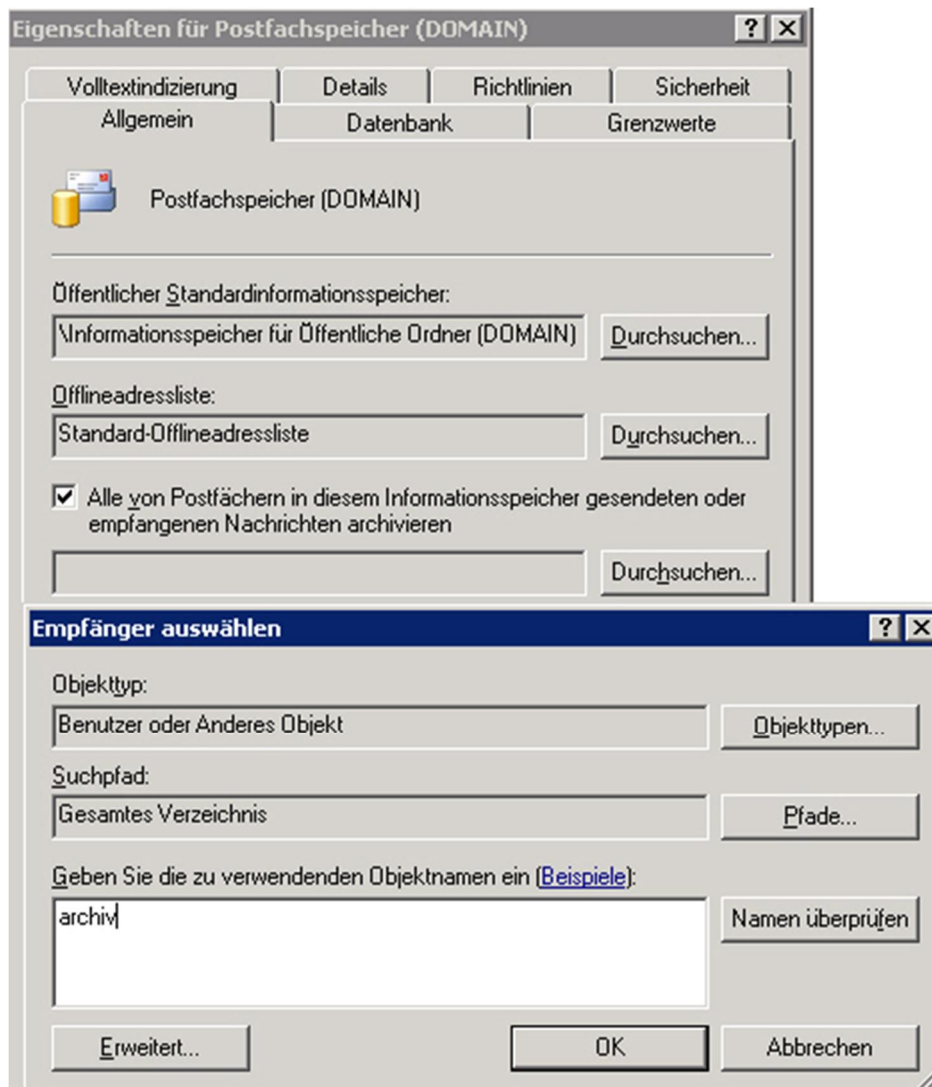 Eigenschaften für Postfachspeicher (DOMAIN)
Volltextindizierung Details Richtlinien Sicherheit
Allgemein Datenbank Grenzwerte
Postfachspeicher (DOMAIN)
Öffentlicher Standardinformationsspeicher:
\Informationsspeicher für Öffentliche Ordner (DOMAIN) Durchsuchen...
Offlineadressliste:
Standard-Offlineadressliste Durchsuchen...
Alle von Postfächern in diesem Informationsspeicher gesendeten oder
empfangenen Nachrichten archivieren
Durchsuchen...
Empfänger auswählen
Objekttyp:
Benutzer oder Anderes Objekt Objekttypen...
Suchpfad:
Gesamtes Verzeichnis Pfade...
Geben Sie die zu verwendenden Objektnamen ein (Beispiele):
archiv Namen überprüfen
Erweitert... OK Abbrechen